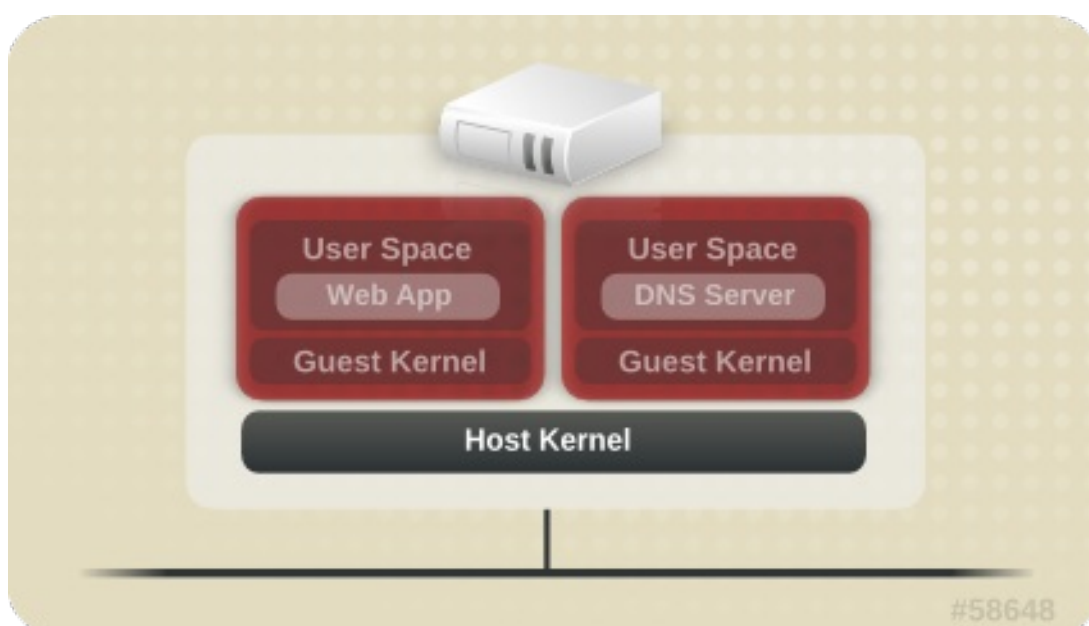 User Space
Web App
Guest Kernel
User Space
DNS Server
Guest Kernel
Host Kernel
#58648